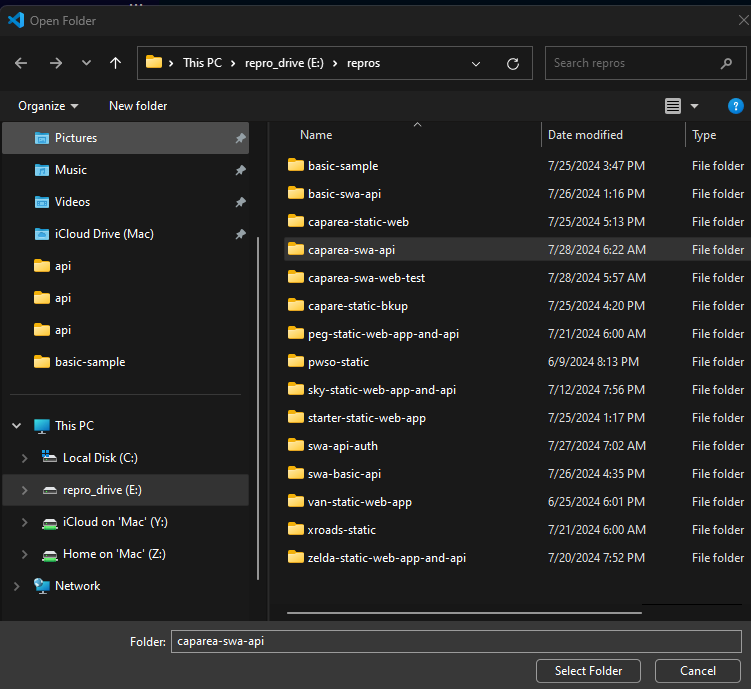 Open Folder
This PC repro_drive (E:) repros
Search repros
Organize New folder
?
Name Date modified Type
Pictures
Music
Videos
iCloud Drive (Mac)
api
api
api
basic-sample
This PC
Local Disk (C:)
repro_drive (E:)
iCloud on 'Mac' (Y:)
Home on 'Mac' (Z:)
Network
basic-sample 7/25/2024 3:47 PM File folder
basic-swa-api 7/26/2024 1:16 PM File folder
caparea-static-web 7/25/2024 5:13 PM File folder
caparea-swa-api 7/28/2024 6:22 AM File folder
caparea-swa-web-test 7/28/2024 5:57 AM File folder
capare-static-bkup 7/25/2024 4:20 PM File folder
peg-static-web-app-and-api 7/21/2024 6:00 AM File folder
pwso-static 6/9/2024 8:13 PM File folder
sky-static-web-app-and-api 7/12/2024 7:56 PM File folder
starter-static-web-app 7/25/2024 1:17 PM File folder
swa-api-auth 7/27/2024 7:02 AM File folder
swa-basic-api 7/26/2024 4:35 PM File folder
van-static-web-app 6/25/2024 6:01 PM File folder
xroads-static 7/21/2024 6:00 AM File folder
zelda-static-web-app-and-api 7/20/2024 7:52 PM File folder
Folder: caparea-swa-api
Select Folder Cancel